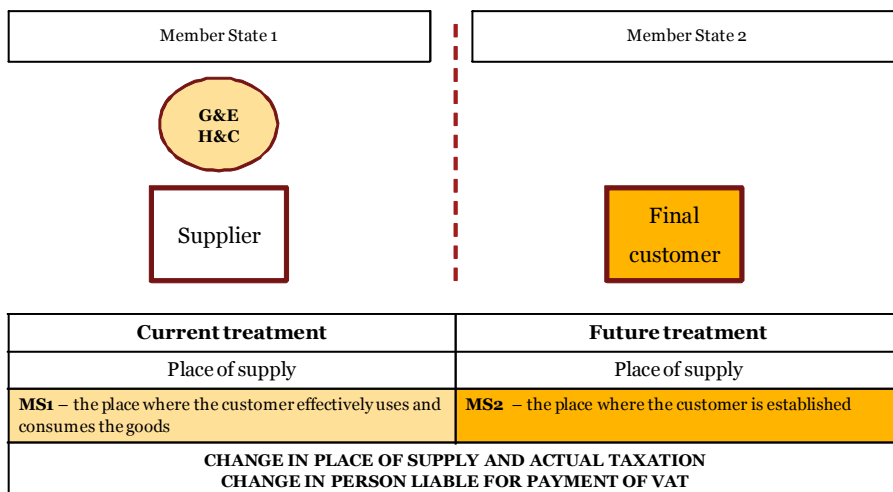 Member State 1
Member State 2
G&E
H&C
Supplier
Final
customer
Current treatment
Future treatment
Place of supply
Place of supply
MS1 – the place where the customer effectively uses and
consumes the goods
MS2 – the place where the customer is established
CHANGE IN PLACE OF SUPPLY AND ACTUAL TAXATION
CHANGE IN PERSON LIABLE FOR PAYMENT OF VAT